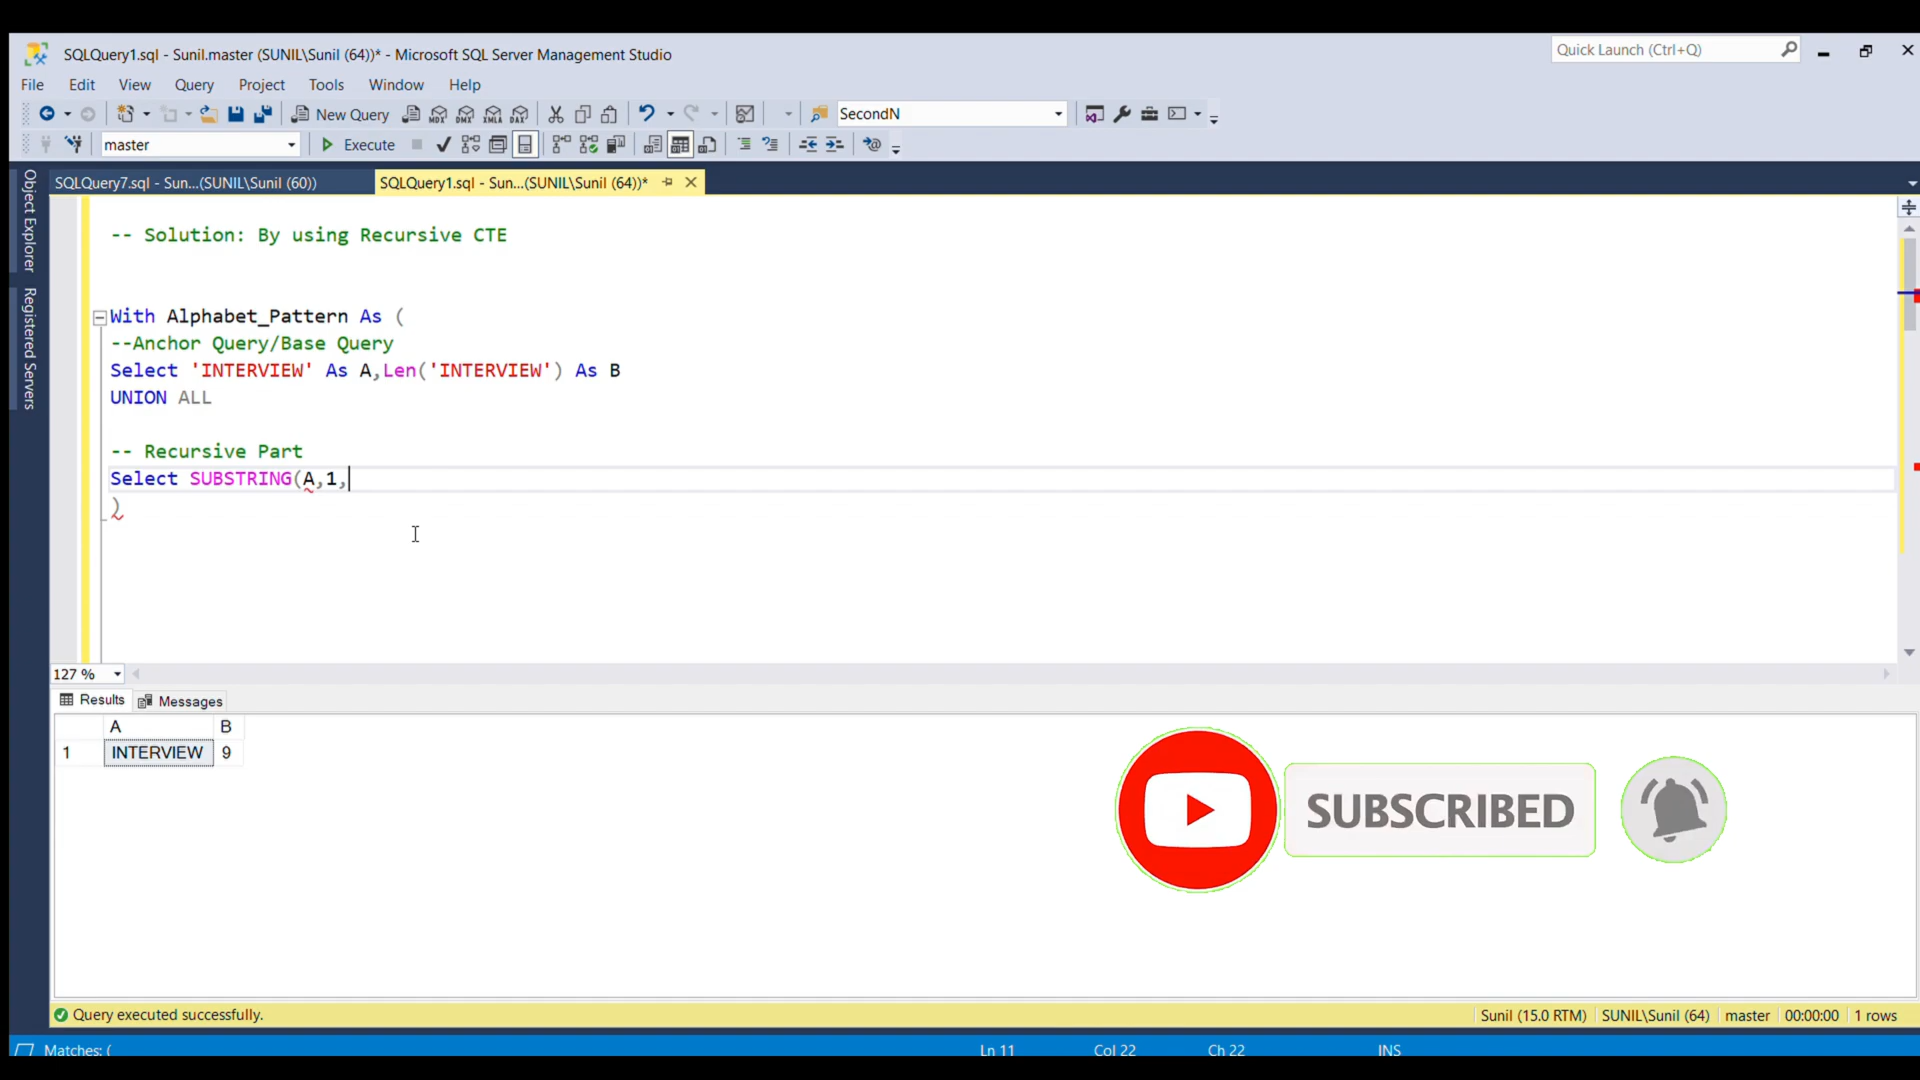 SQLQuery1.sql - Sunil.master (SUNIL\Sunil (64))* - Microsoft SQL Server Management Studio
Quick Launch (Ctrl+Q)
File Edit View Query Project Tools Window Help
New Query MDX DMX XMLA DAX SecondN
master Execute
SQLQuery7.sql - Sun...(SUNIL\Sunil (60))
SQLQuery1.sql - Sun...(SUNIL\Sunil (64))*
Object Explorer
Registered Servers
-- Solution: By using Recursive CTE
With Alphabet_Pattern As (
--Anchor Query/Base Query
Select 'INTERVIEW' As A,Len('INTERVIEW') As B
UNION ALL
-- Recursive Part
Select SUBSTRING(A,1,
)
127 %
Results Messages
A B
1 INTERVIEW 9
SUBSCRIBED
Query executed successfully.
Sunil (15.0 RTM) SUNIL\Sunil (64) master 00:00:00 1 rows
Matches: ( Ln 11 Col 22 Ch 22 INS